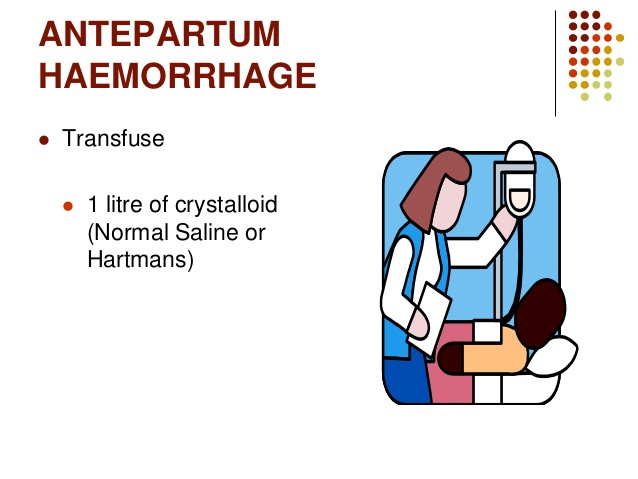 ANTEPARTUM
HAEMORRHAGE
Transfuse
1 litre of crystalloid
(Normal Saline or
Hartmans)